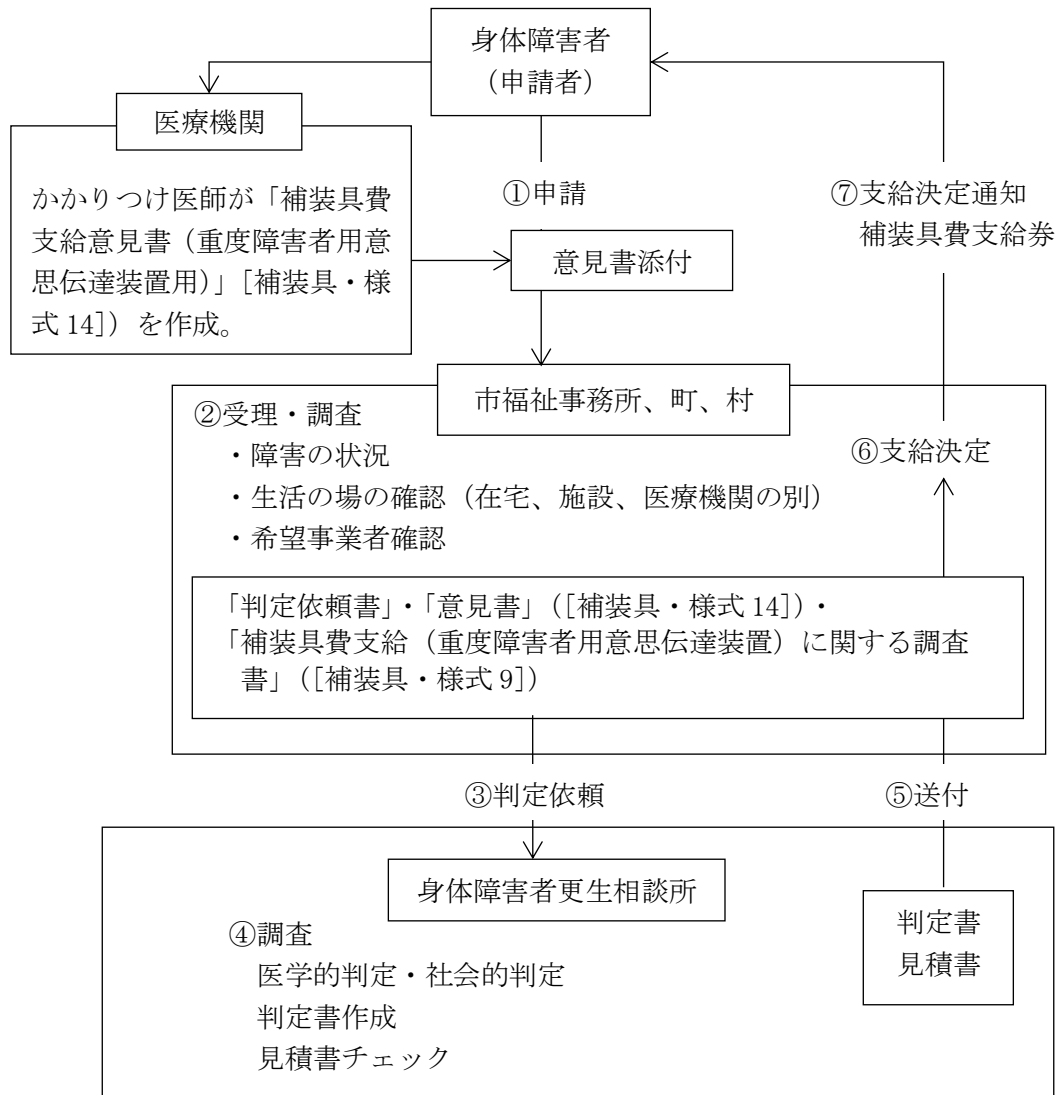 身体障害者
(申請者)
医療機関
かかりつけ医師が「補装具費
支給意見書（重度障害者用意
思伝達装置用）」［補装具・様
式 14］）を作成。
①申請
意見書添付
⑦支給決定通知
補装具費支給券
市福祉事務所、町、村
②受理・調査
・障害の状況
・生活の場の確認（在宅、施設、医療機関の別）
・希望事業者確認
⑥支給決定
「判定依頼書」・「意見書」（［補装具・様式 14］）・
「補装具費支給（重度障害者用意思伝達装置）に関する調査
書」（［補装具・様式 9］）
③判定依頼
⑤送付
身体障害者更生相談所
④調査
医学的判定・社会的判定
判定書作成
見積書チェック
判定書
見積書